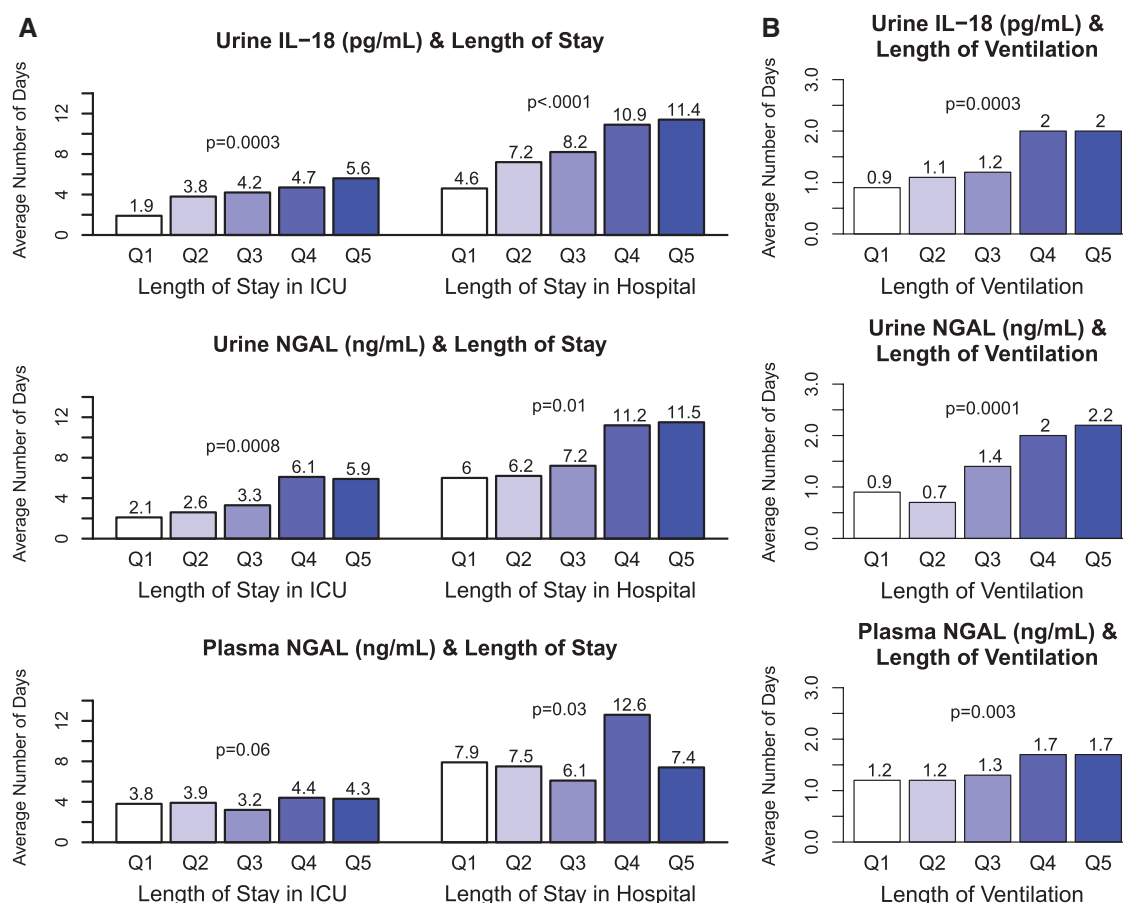 A
Urine IL−18 (pg/mL) & Length of Stay
Average Number of Days
0 4 8 12
p=0.0003
1.9 3.8 4.2 4.7 5.6
Q1 Q2 Q3 Q4 Q5
Length of Stay in ICU
p<.0001
4.6 7.2 8.2 10.9 11.4
Q1 Q2 Q3 Q4 Q5
Length of Stay in Hospital
B
Urine IL−18 (pg/mL) &
Length of Ventilation
Average Number of Days
0.0 1.0 2.0 3.0
p=0.0003
0.9 1.1 1.2 2 2
Q1 Q2 Q3 Q4 Q5
Length of Ventilation
Urine NGAL (ng/mL) & Length of Stay
Average Number of Days
0 4 8 12
p=0.0008
2.1 2.6 3.3 6.1 5.9
Q1 Q2 Q3 Q4 Q5
Length of Stay in ICU
p=0.01
6 6.2 7.2 11.2 11.5
Q1 Q2 Q3 Q4 Q5
Length of Stay in Hospital
Urine NGAL (ng/mL) &
Length of Ventilation
Average Number of Days
0.0 1.0 2.0 3.0
p=0.0001
0.9 0.7 1.4 2 2.2
Q1 Q2 Q3 Q4 Q5
Length of Ventilation
Plasma NGAL (ng/mL) & Length of Stay
Average Number of Days
0 4 8 12
p=0.06
3.8 3.9 3.2 4.4 4.3
Q1 Q2 Q3 Q4 Q5
Length of Stay in ICU
p=0.03
7.9 7.5 6.1 12.6 7.4
Q1 Q2 Q3 Q4 Q5
Length of Stay in Hospital
Plasma NGAL (ng/mL) &
Length of Ventilation
Average Number of Days
0.0 1.0 2.0 3.0
p=0.003
1.2 1.2 1.3 1.7 1.7
Q1 Q2 Q3 Q4 Q5
Length of Ventilation